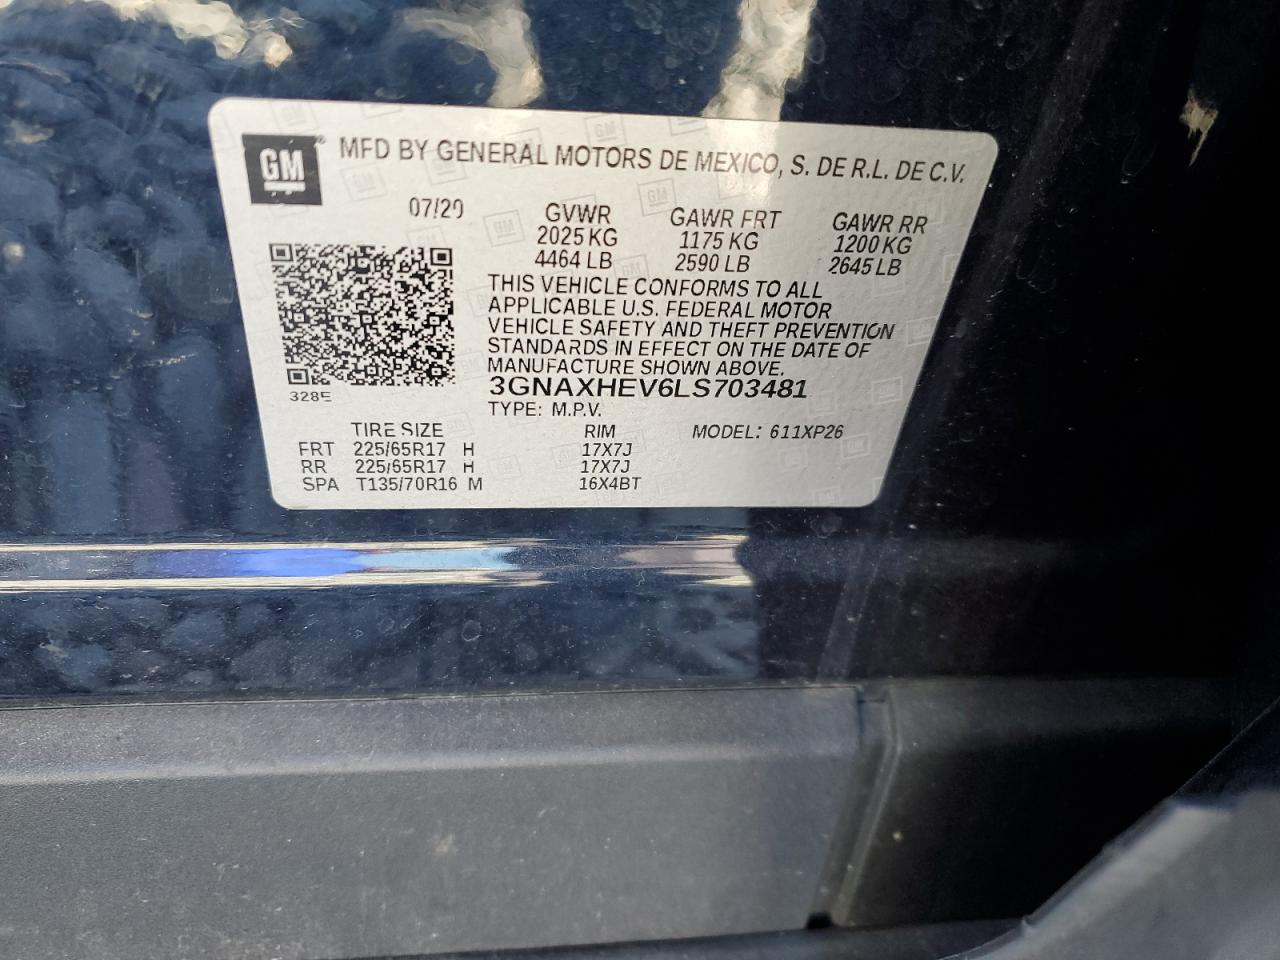 GM® MFD BY GENERAL MOTORS DE MEXICO, S. DE R.L. DE C.V.
07/20 GVWR GAWR FRT GAWR RR
2025 KG 1175 KG 1200 KG
4464 LB 2590 LB 2645 LB
THIS VEHICLE CONFORMS TO ALL
APPLICABLE U.S. FEDERAL MOTOR
VEHICLE SAFETY AND THEFT PREVENTION
STANDARDS IN EFFECT ON THE DATE OF
MANUFACTURE SHOWN ABOVE.
328E 3GNAXHEV6LS703481
TYPE: M.P.V.
TIRE SIZE RIM MODEL: 611XP26
FRT 225/65R17 H 17X7J
RR 225/65R17 H 17X7J
SPA T135/70R16 M 16X4BT